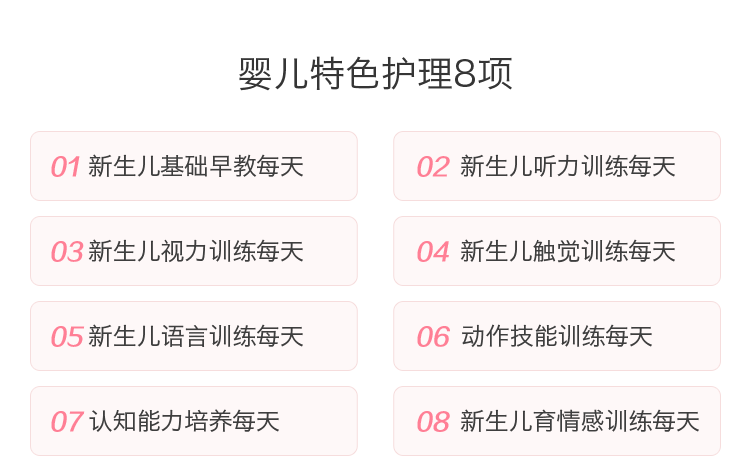 婴儿特色护理8项
01 新生儿基础早教每天
02 新生儿听力训练每天
03 新生儿视力训练每天
04 新生儿触觉训练每天
05 新生儿语言训练每天
06 动作技能训练每天
07 认知能力培养每天
08 新生儿育情感训练每天